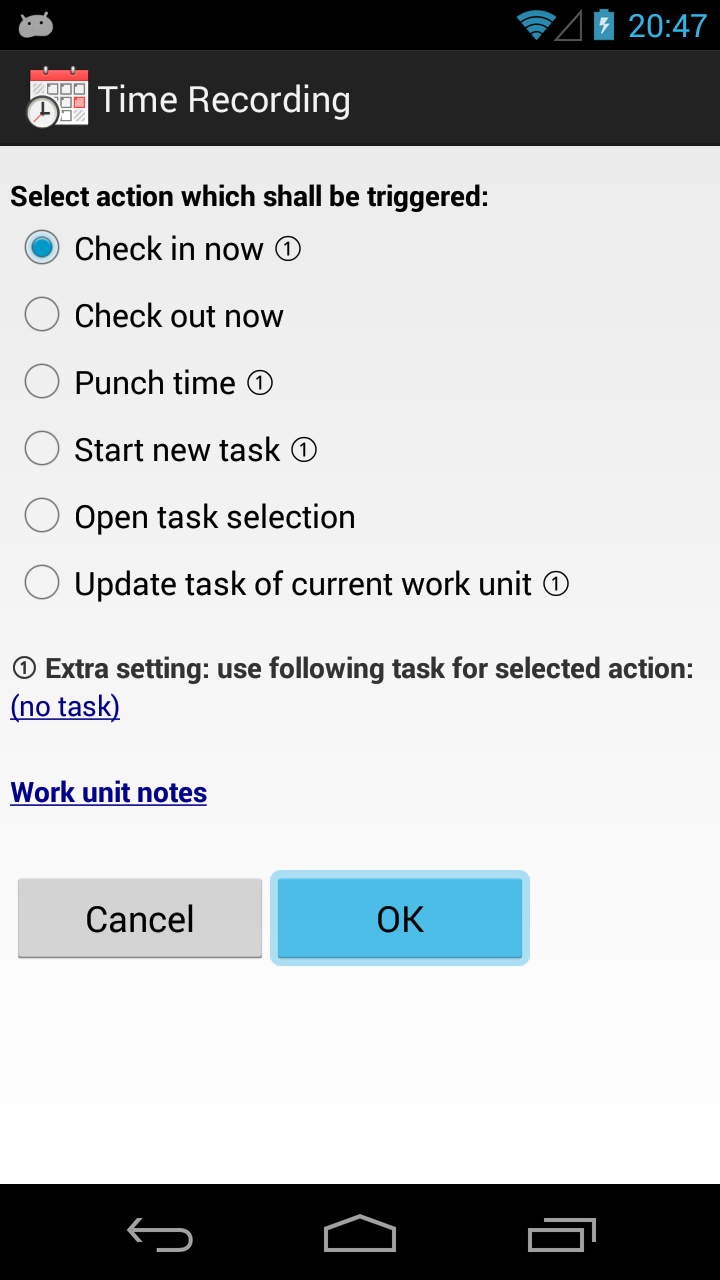 20:47
Time Recording
Select action which shall be triggered:
Check in now ①
Check out now
Punch time ①
Start new task ①
Open task selection
Update task of current work unit ①
① Extra setting: use following task for selected action:
(no task)
Work unit notes
Cancel OK